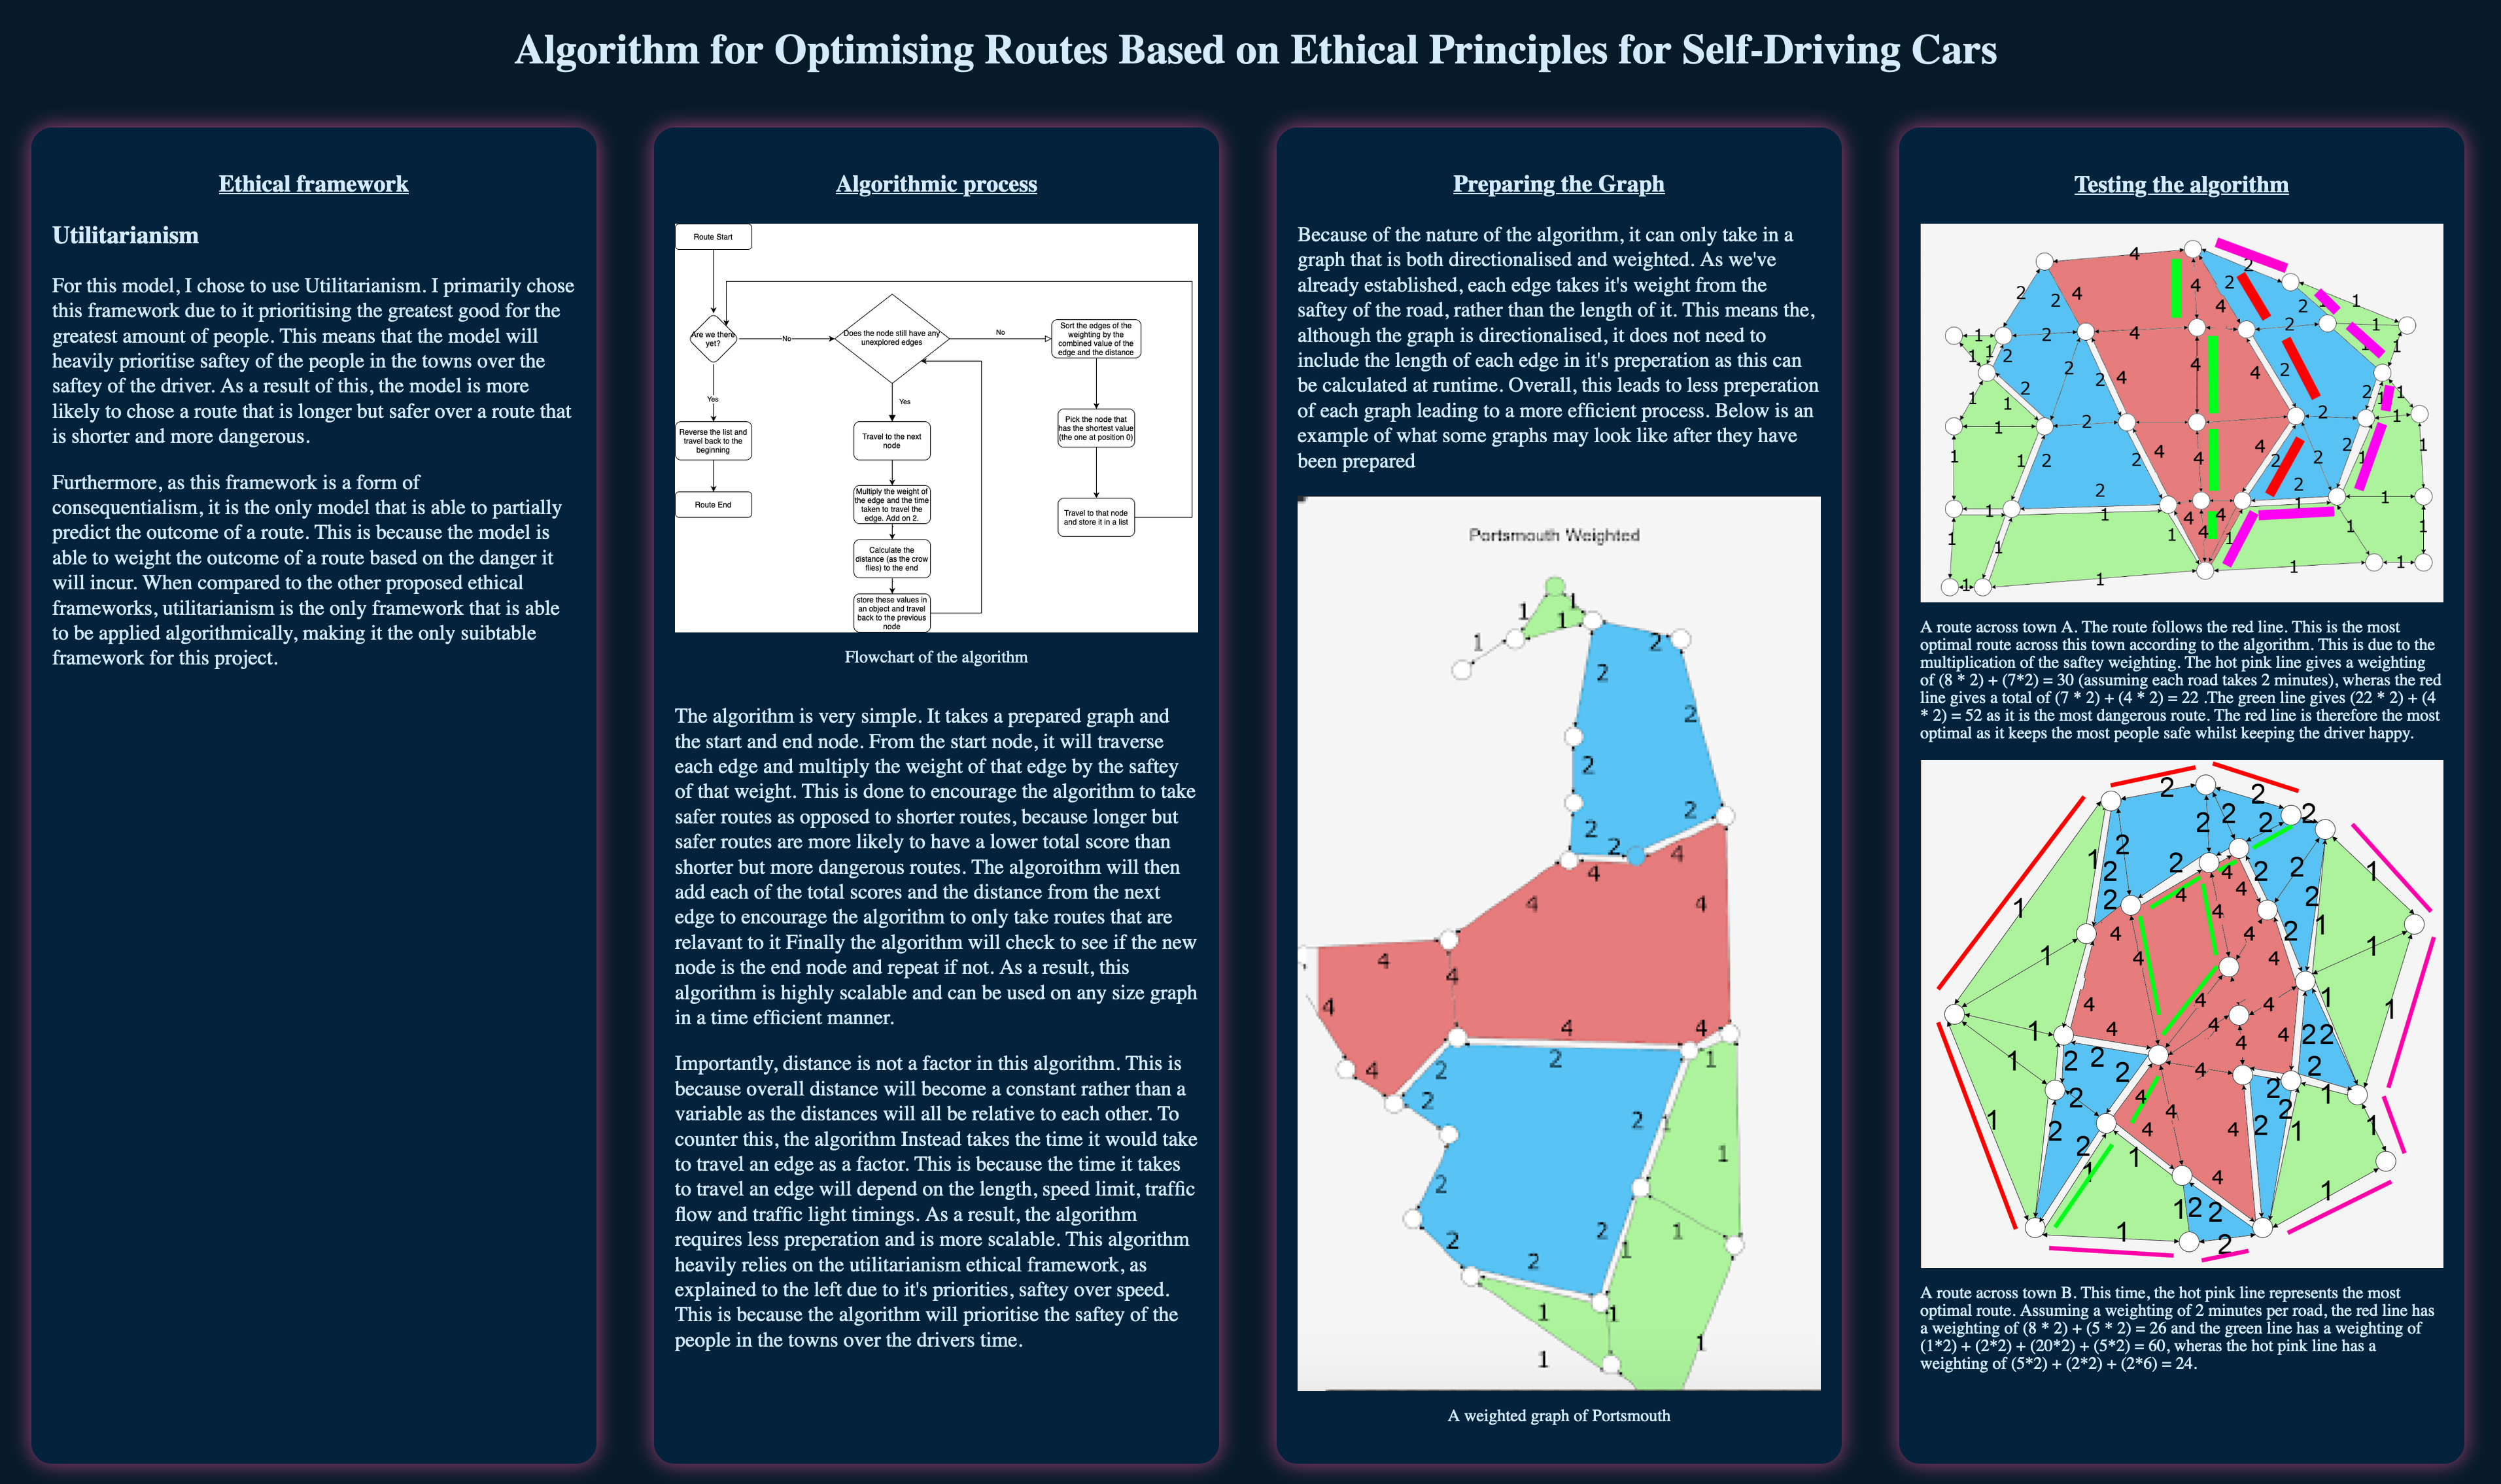 Algorithm for Optimising Routes Based on Ethical Principles for Self-Driving Cars
Ethical framework
Utilitarianism
For this model, I chose to use Utilitarianism. I primarily chose
this framework due to it prioritising the greatest good for the
greatest amount of people. This means that the model will
heavily prioritise saftey of the people in the towns over the
saftey of the driver. As a result of this, the model is more
likely to chose a route that is longer but safer over a route that
is shorter and more dangerous.
Furthermore, as this framework is a form of
consequentialism, it is the only model that is able to partially
predict the outcome of a route. This is because the model is
able to weight the outcome of a route based on the danger it
will incur. When compared to the other proposed ethical
frameworks, utilitarianism is the only framework that is able
to be applied algorithmically, making it the only suibtable
framework for this project.
Algorithmic process
Route Start
Are we there
yet?
No
Does the node still have any
unexplored edges
No
Sort the edges of the
weighting by the
combined value of the
edge and the distance
Yes
Yes
Reverse the list and
travel back to the
beginning
Travel to the next
node
Pick the node that
has the shortest value
(the one at position 0)
Route End
Multiply the weight of
the edge and the time
taken to travel the
edge. Add on 2.
Travel to that node
and store it in a list
Calculate the
distance (as the crow
flies) to the end
store these values in
an object and travel
back to the previous
node
Flowchart of the algorithm
The algorithm is very simple. It takes a prepared graph and
the start and end node. From the start node, it will traverse
each edge and multiply the weight of that edge by the saftey
of that weight. This is done to encourage the algorithm to take
safer routes as opposed to shorter routes, because longer but
safer routes are more likely to have a lower total score than
shorter but more dangerous routes. The algoroithm will then
add each of the total scores and the distance from the next
edge to encourage the algorithm to only take routes that are
relavant to it Finally the algorithm will check to see if the new
node is the end node and repeat if not. As a result, this
algorithm is highly scalable and can be used on any size graph
in a time efficient manner.
Importantly, distance is not a factor in this algorithm. This is
because overall distance will become a constant rather than a
variable as the distances will all be relative to each other. To
counter this, the algorithm Instead takes the time it would take
to travel an edge as a factor. This is because the time it takes
to travel an edge will depend on the length, speed limit, traffic
flow and traffic light timings. As a result, the algorithm
requires less preperation and is more scalable. This algorithm
heavily relies on the utilitarianism ethical framework, as
explained to the left due to it's priorities, saftey over speed.
This is because the algorithm will prioritise the saftey of the
people in the towns over the drivers time.
Preparing the Graph
Because of the nature of the algorithm, it can only take in a
graph that is both directionalised and weighted. As we've
already established, each edge takes it's weight from the
saftey of the road, rather than the length of it. This means the,
although the graph is directionalised, it does not need to
include the length of each edge in it's preperation as this can
be calculated at runtime. Overall, this leads to less preperation
of each graph leading to a more efficient process. Below is an
example of what some graphs may look like after they have
been prepared
Portsmouth Weighted
A weighted graph of Portsmouth
Testing the algorithm
A route across town A. The route follows the red line. This is the most
optimal route across this town according to the algorithm. This is due to the
multiplication of the saftey weighting. The hot pink line gives a weighting
of (8 * 2) + (7*2) = 30 (assuming each road takes 2 minutes), wheras the red
line gives a total of (7 * 2) + (4 * 2) = 22 .The green line gives (22 * 2) + (4
* 2) = 52 as it is the most dangerous route. The red line is therefore the most
optimal as it keeps the most people safe whilst keeping the driver happy.
A route across town B. This time, the hot pink line represents the most
optimal route. Assuming a weighting of 2 minutes per road, the red line has
a weighting of (8 * 2) + (5 * 2) = 26 and the green line has a weighting of
(1*2) + (2*2) + (20*2) + (5*2) = 60, wheras the hot pink line has a
weighting of (5*2) + (2*2) + (2*6) = 24.